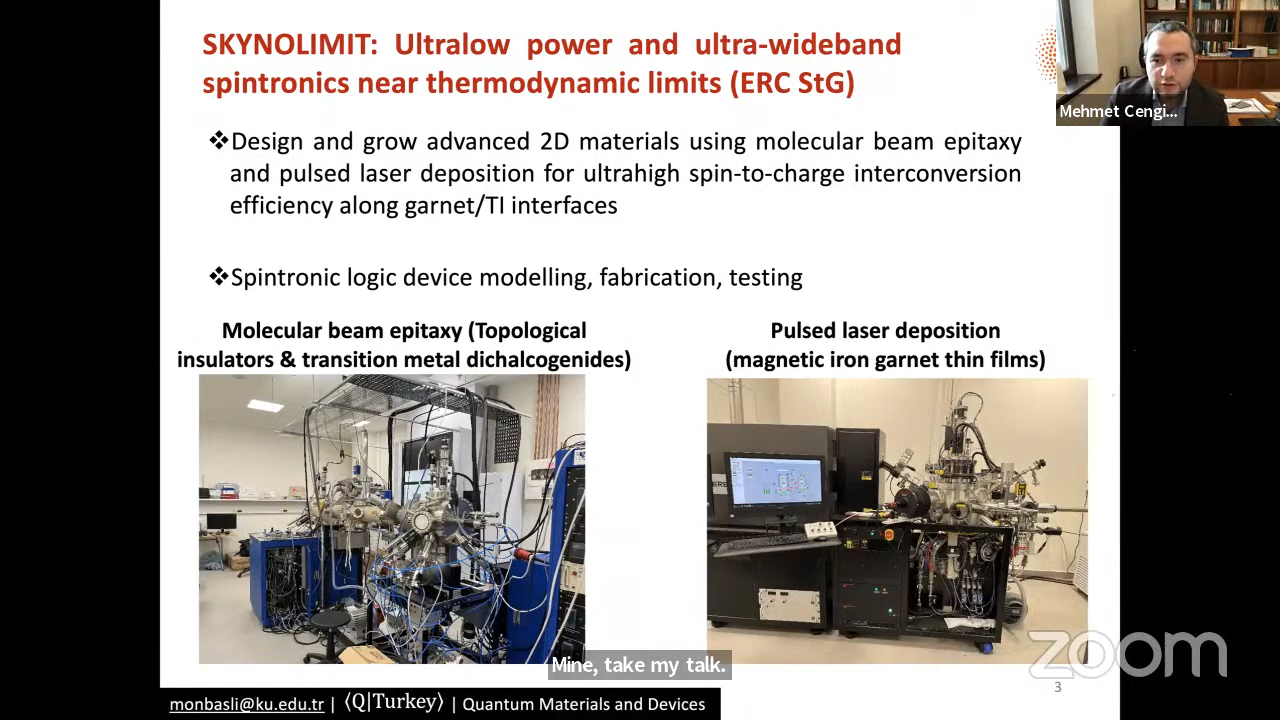 SKYNOLIMIT: Ultralow power and ultra-wideband
spintronics near thermodynamic limits (ERC StG)
Mehmet Cengi...
❖Design and grow advanced 2D materials using molecular beam epitaxy
and pulsed laser deposition for ultrahigh spin-to-charge interconversion
efficiency along garnet/TI interfaces
❖Spintronic logic device modelling, fabrication, testing
Molecular beam epitaxy (Topological
insulators & transition metal dichalcogenides)
Pulsed laser deposition
(magnetic iron garnet thin films)
Mine, take my talk.
zoom
3
monbasli@ku.edu.tr | ⟨Q|Turkey⟩ | Quantum Materials and Devices